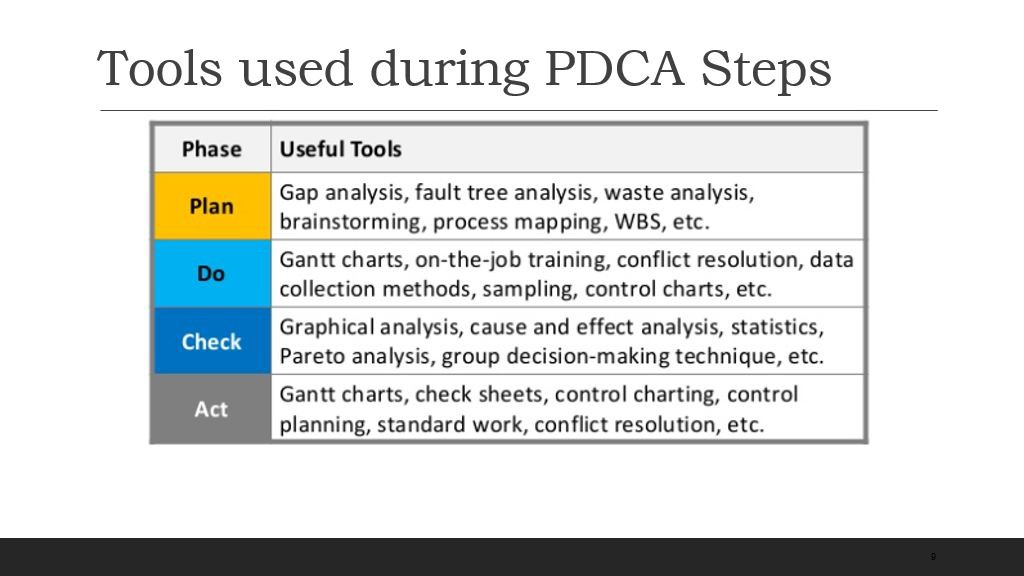 Tools used during PDCA Steps
Phase
Useful Tools
Plan
Gap analysis, fault tree analysis, waste analysis,
brainstorming, process mapping, WBS, etc.
Do
Gantt charts, on-the-job training, conflict resolution, data
collection methods, sampling, control charts, etc.
Check
Graphical analysis, cause and effect analysis, statistics,
Pareto analysis, group decision-making technique, etc.
Act
Gantt charts, check sheets, control charting, control
planning, standard work, conflict resolution, etc.
9